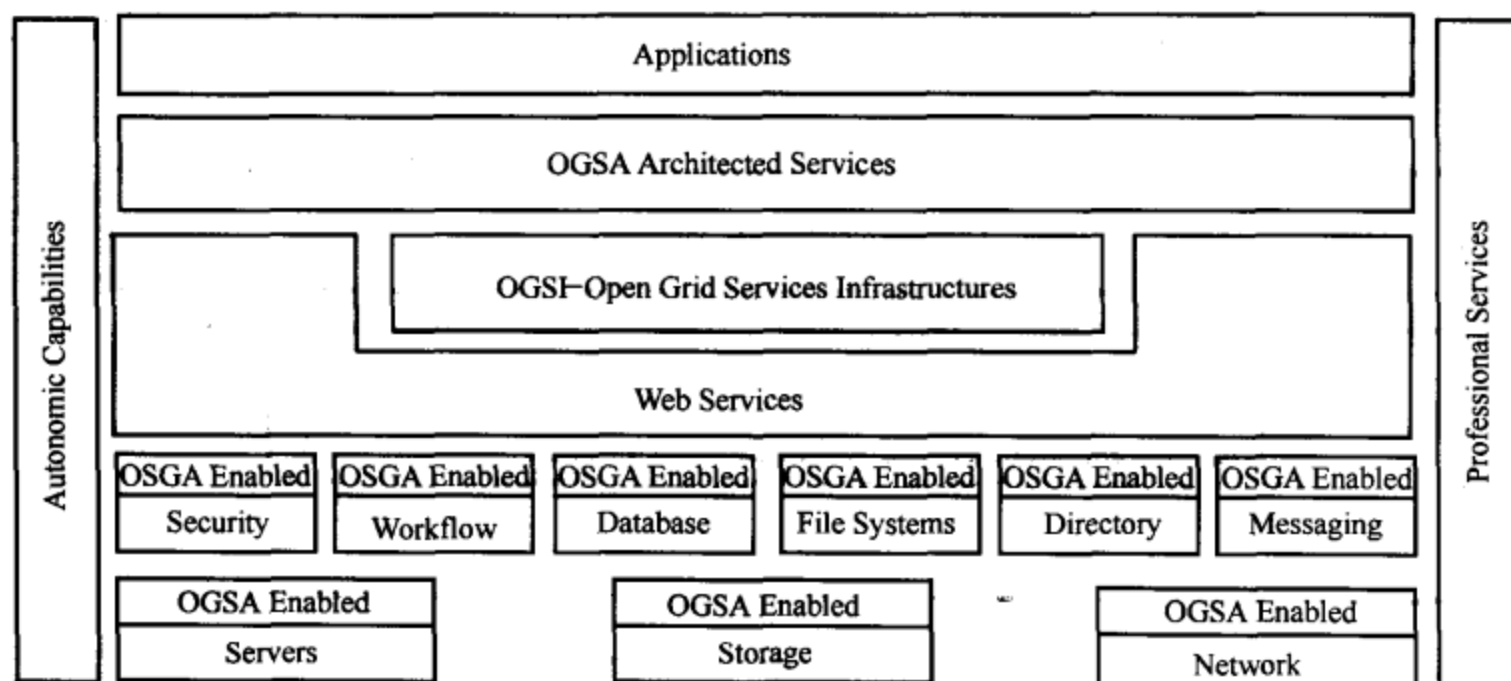 Applications
OGSA Architected Services
OGSI-Open Grid Services Infrastructures
Web Services
Autonomic Capabilities
Professional Services
OSGA Enabled
Security
OSGA Enabled
Workflow
OSGA Enabled
Database
OSGA Enabled
File Systems
OSGA Enabled
Directory
OSGA Enabled
Messaging
OGSA Enabled
Servers
OGSA Enabled
Storage
OGSA Enabled
Network